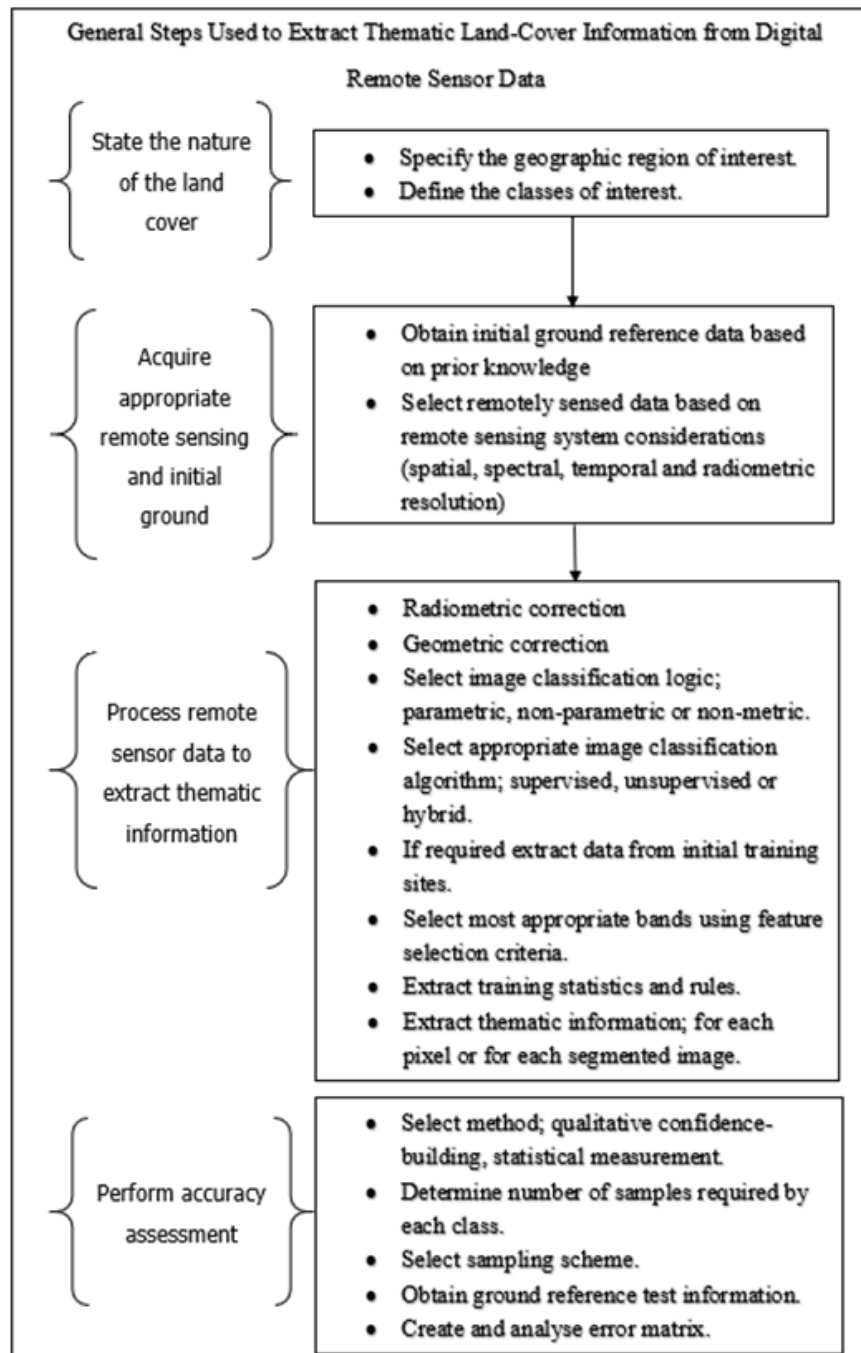 General Steps Used to Extract Thematic Land-Cover Information from Digital
Remote Sensor Data
State the nature
of the land
cover
• Specify the geographic region of interest.
• Define the classes of interest.
Acquire
appropriate
remote sensing
and initial
ground
• Obtain initial ground reference data based
on prior knowledge
• Select remotely sensed data based on
remote sensing system considerations
(spatial, spectral, temporal and radiometric
resolution)
Process remote
sensor data to
extract thematic
information
• Radiometric correction
• Geometric correction
• Select image classification logic;
parametric, non-parametric or non-metric.
• Select appropriate image classification
algorithm; supervised, unsupervised or
hybrid.
• If required extract data from initial training
sites.
• Select most appropriate bands using feature
selection criteria.
• Extract training statistics and rules.
• Extract thematic information; for each
pixel or for each segmented image.
Perform accuracy
assessment
• Select method; qualitative confidence-
building, statistical measurement.
• Determine number of samples required by
each class.
• Select sampling scheme.
• Obtain ground reference test information.
• Create and analyse error matrix.